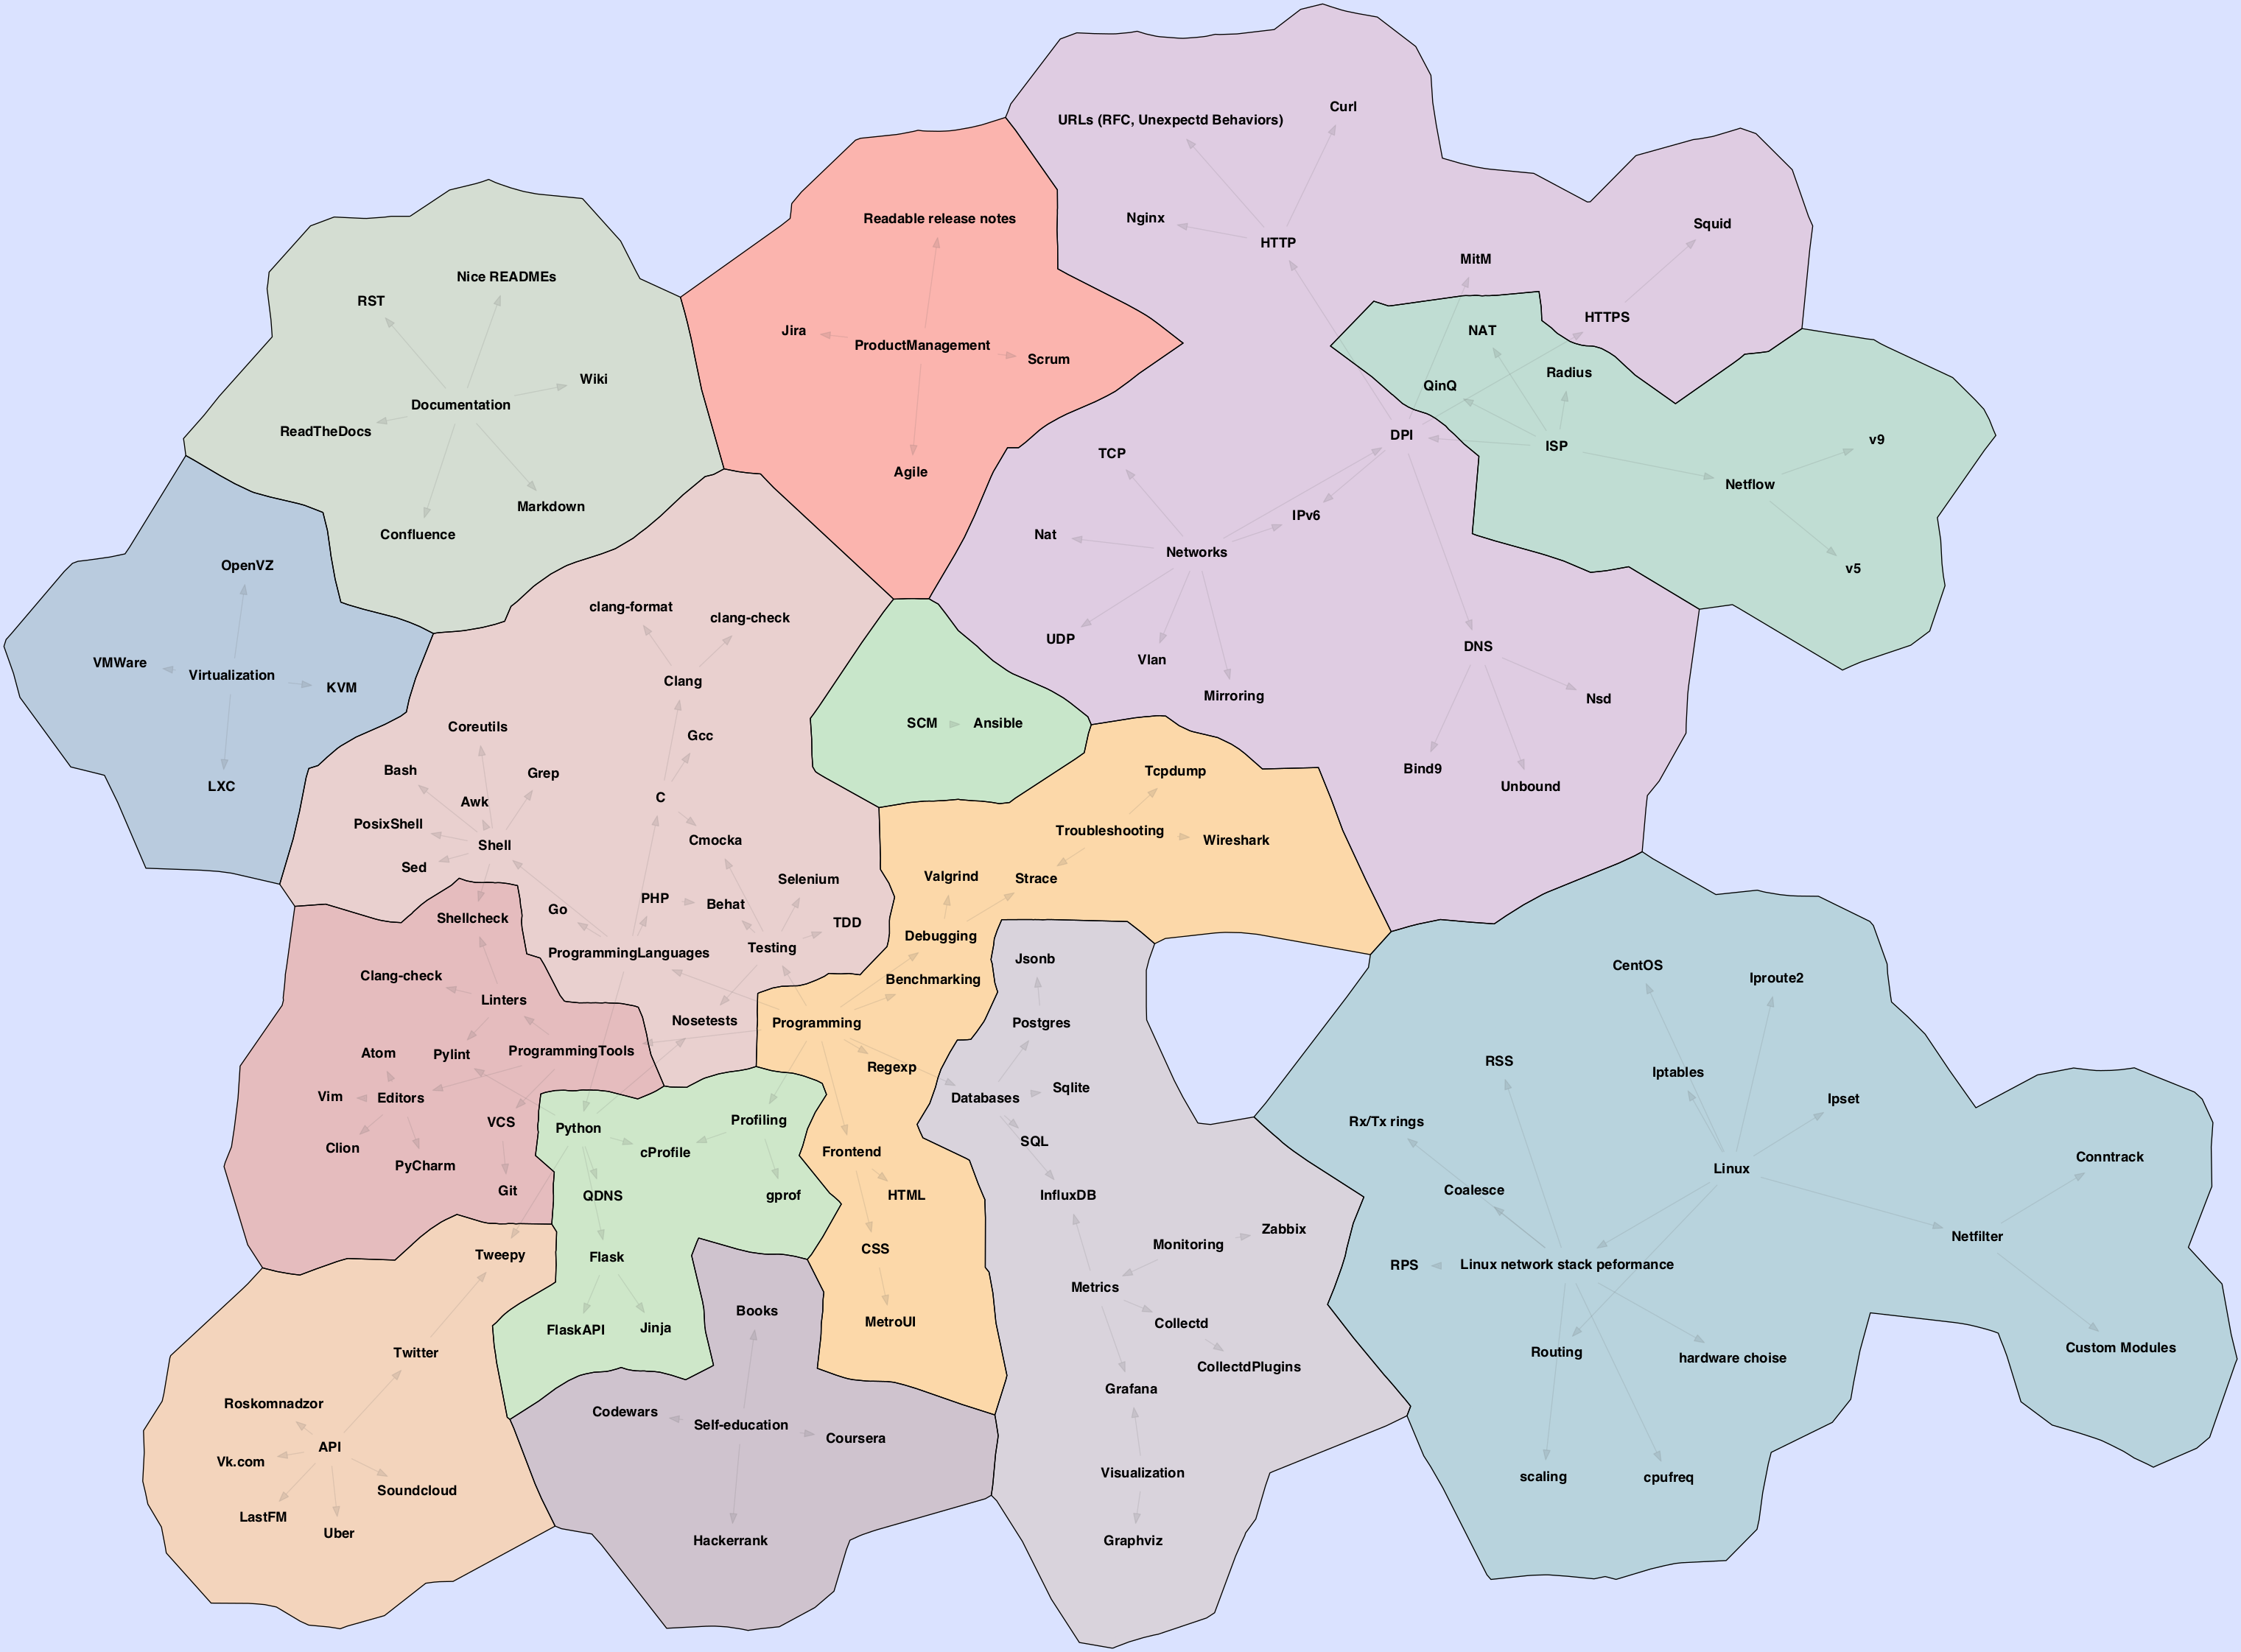 URLs (RFC, Unexpectd Behaviors)
Curl
Nginx
HTTP
MitM
Squid
HTTPS
Readable release notes
Jira
ProductManagement
Scrum
Agile
Nice READMEs
RST
Wiki
Documentation
ReadTheDocs
Markdown
Confluence
NAT
QinQ
Radius
ISP
v9
Netflow
v5
DPI
TCP
IPv6
Nat
Networks
UDP
Vlan
Mirroring
DNS
Nsd
Bind9
Unbound
OpenVZ
VMWare
Virtualization
KVM
LXC
clang-format
clang-check
Clang
Coreutils
Gcc
Bash
Grep
Awk
C
PosixShell
Shell
Cmocka
Sed
Selenium
PHP
Behat
Go
TDD
ProgrammingLanguages
Testing
Nosetests
SCM
Ansible
Tcpdump
Troubleshooting
Wireshark
Valgrind
Strace
Debugging
Benchmarking
Programming
Regexp
Frontend
HTML
CSS
MetroUI
Shellcheck
Clang-check
Linters
Atom
Pylint
ProgrammingTools
Vim
Editors
VCS
Clion
PyCharm
Git
Python
Profiling
cProfile
QDNS
gprof
Flask
FlaskAPI
Jinja
Jsonb
Postgres
Databases
Sqlite
SQL
InfluxDB
Zabbix
Monitoring
Metrics
Collectd
CollectdPlugins
Grafana
Visualization
Graphviz
CentOS
Iproute2
RSS
Iptables
Ipset
Rx/Tx rings
Linux
Conntrack
Coalesce
Netfilter
RPS
Linux network stack peformance
Routing
hardware choise
Custom Modules
scaling
cpufreq
Tweepy
Twitter
Roskomnadzor
API
Vk.com
Soundcloud
LastFM
Uber
Books
Codewars
Self-education
Coursera
Hackerrank